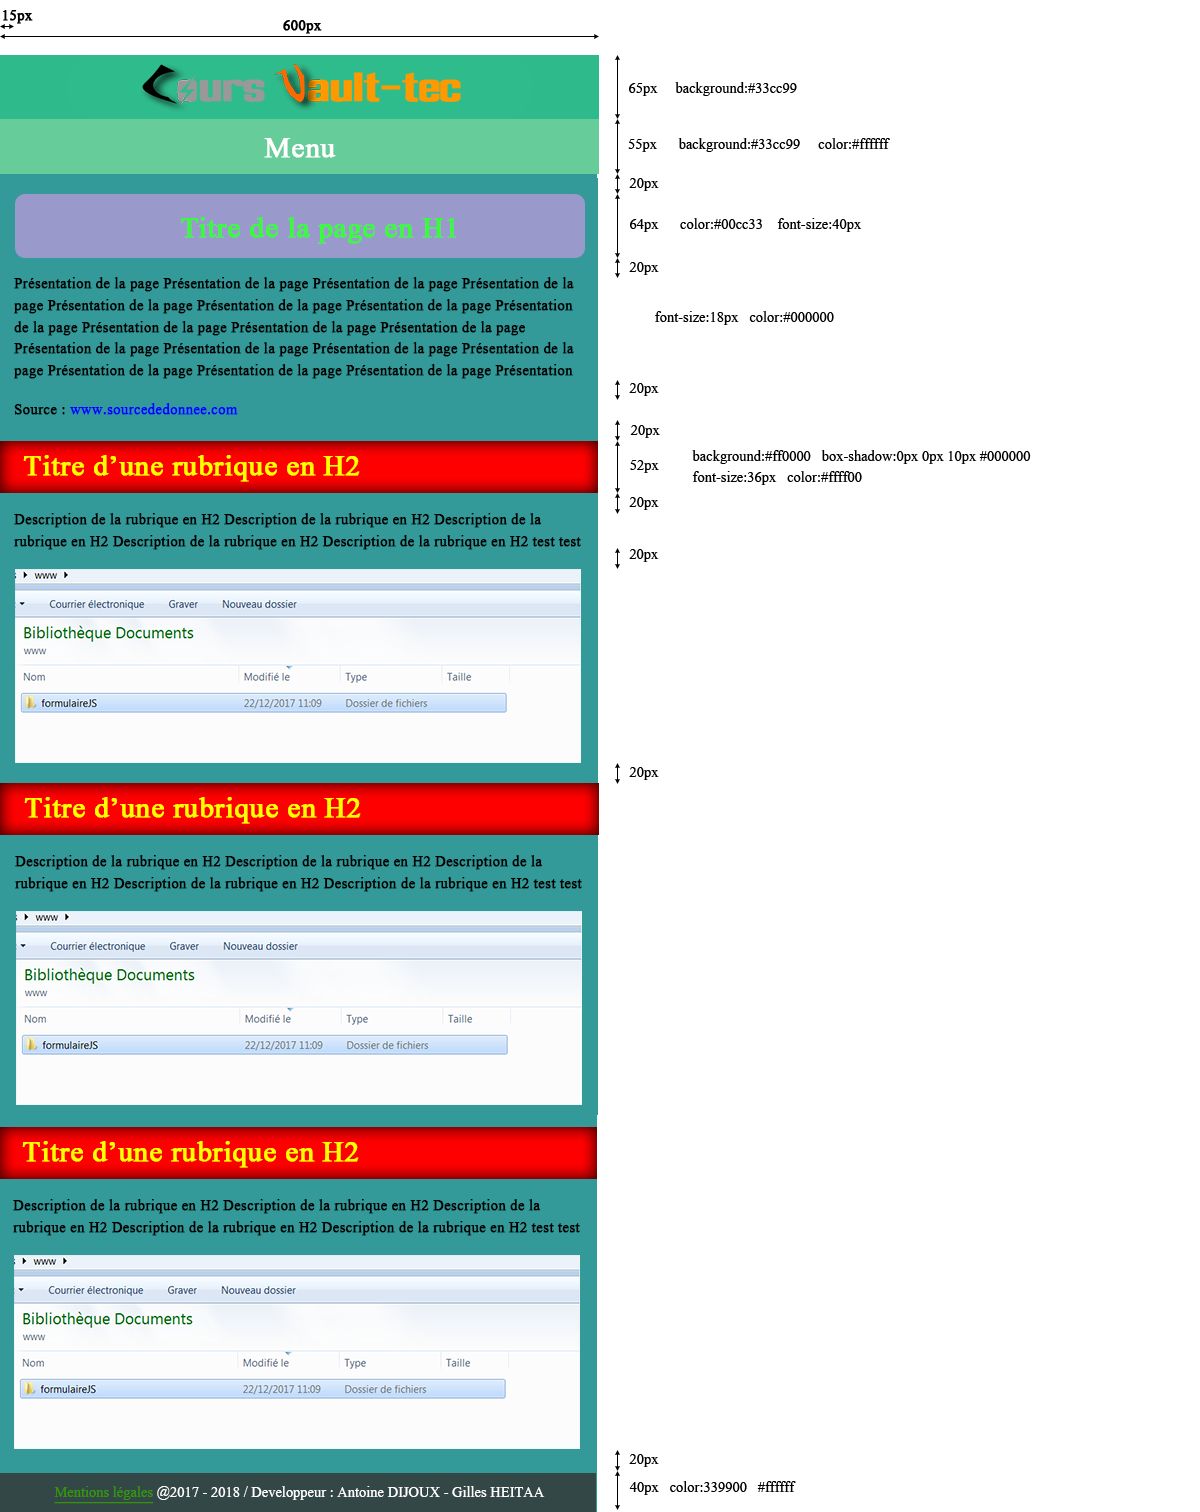 15px
600px
Cours Vault-tec
65px background:#33cc99
Menu
55px background:#33cc99 color:#ffffff
20px
Titre de la page en H1
64px color:#00cc33 font-size:40px
20px
Présentation de la page Présentation de la page Présentation de la page Présentation de la
page Présentation de la page Présentation de la page Présentation de la page Présentation
de la page Présentation de la page Présentation de la page Présentation de la page
Présentation de la page Présentation de la page Présentation de la page Présentation de la
page Présentation de la page Présentation de la page Présentation de la page Présentation
font-size:18px color:#000000
20px
Source : www.sourcededonnee.com
20px
Titre d’une rubrique en H2
52px
background:#ff0000 box-shadow:0px 0px 10px #000000
font-size:36px color:#ffff00
20px
Description de la rubrique en H2 Description de la rubrique en H2 Description de la
rubrique en H2 Description de la rubrique en H2 Description de la rubrique en H2 test test
20px
www
Courrier électronique Graver Nouveau dossier
Bibliothèque Documents
www
Nom Modifié le Type Taille
formulaireJS 22/12/2017 11:09 Dossier de fichiers
20px
Titre d’une rubrique en H2
Description de la rubrique en H2 Description de la rubrique en H2 Description de la
rubrique en H2 Description de la rubrique en H2 Description de la rubrique en H2 test test
www
Courrier électronique Graver Nouveau dossier
Bibliothèque Documents
www
Nom Modifié le Type Taille
formulaireJS 22/12/2017 11:09 Dossier de fichiers
Titre d’une rubrique en H2
Description de la rubrique en H2 Description de la rubrique en H2 Description de la
rubrique en H2 Description de la rubrique en H2 Description de la rubrique en H2 test test
www
Courrier électronique Graver Nouveau dossier
Bibliothèque Documents
www
Nom Modifié le Type Taille
formulaireJS 22/12/2017 11:09 Dossier de fichiers
20px
Mentions légales @2017 - 2018 / Developpeur : Antoine DIJOUX - Gilles HEITAA
40px color:339900 #ffffff